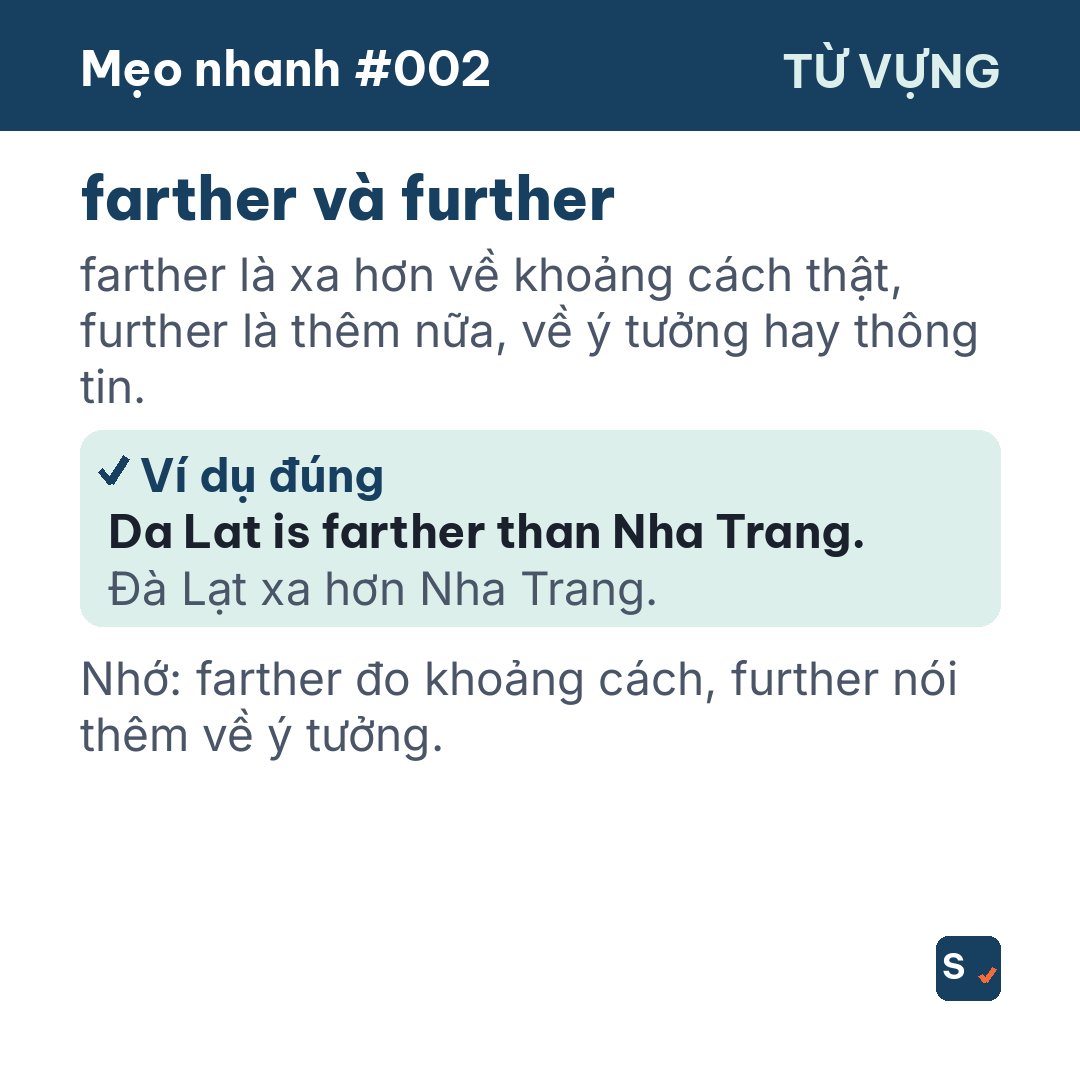 Mẹo nhanh #002
TỪ VỰNG
farther và further
farther là xa hơn về khoảng cách thật,
further là thêm nữa, về ý tưởng hay thông
tin.
Ví dụ đúng
Da Lat is farther than Nha Trang.
Đà Lạt xa hơn Nha Trang.
Nhớ: farther đo khoảng cách, further nói
thêm về ý tưởng.
S